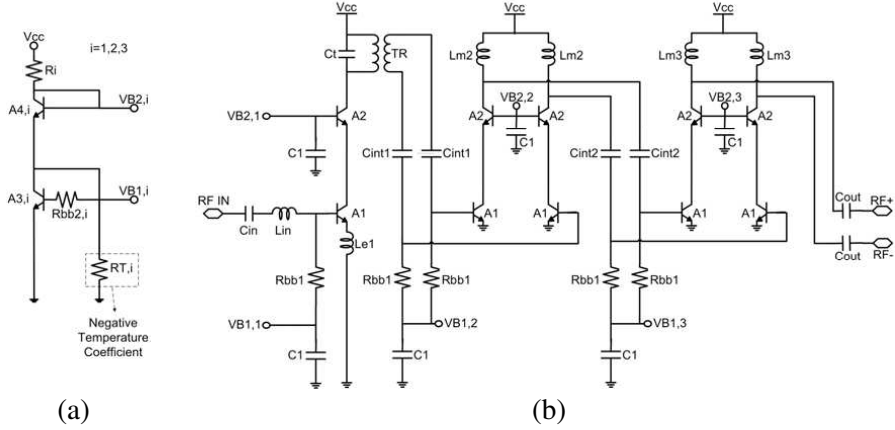 Vcc
i=1,2,3
Ri
A4,i
VB2,i
A3,i
Rbb2,i
VB1,i
RT,i
Negative
Temperature
Coefficient
(a)
Vcc
Ct
TR
VB2,1
A2
C1
Cint1
Cint1
RF IN
Cin
Lin
A1
Le1
Rbb1
Rbb1
Rbb1
VB1,1
VB1,2
C1
C1
Vcc
Lm2
Lm2
VB2,2
A2
A2
C1
Cint2
Cint2
A1
A1
Rbb1
Rbb1
VB1,3
C1
Vcc
Lm3
Lm3
VB2,3
A2
A2
C1
A1
A1
Cout
RF+
Cout
RF-
(b)